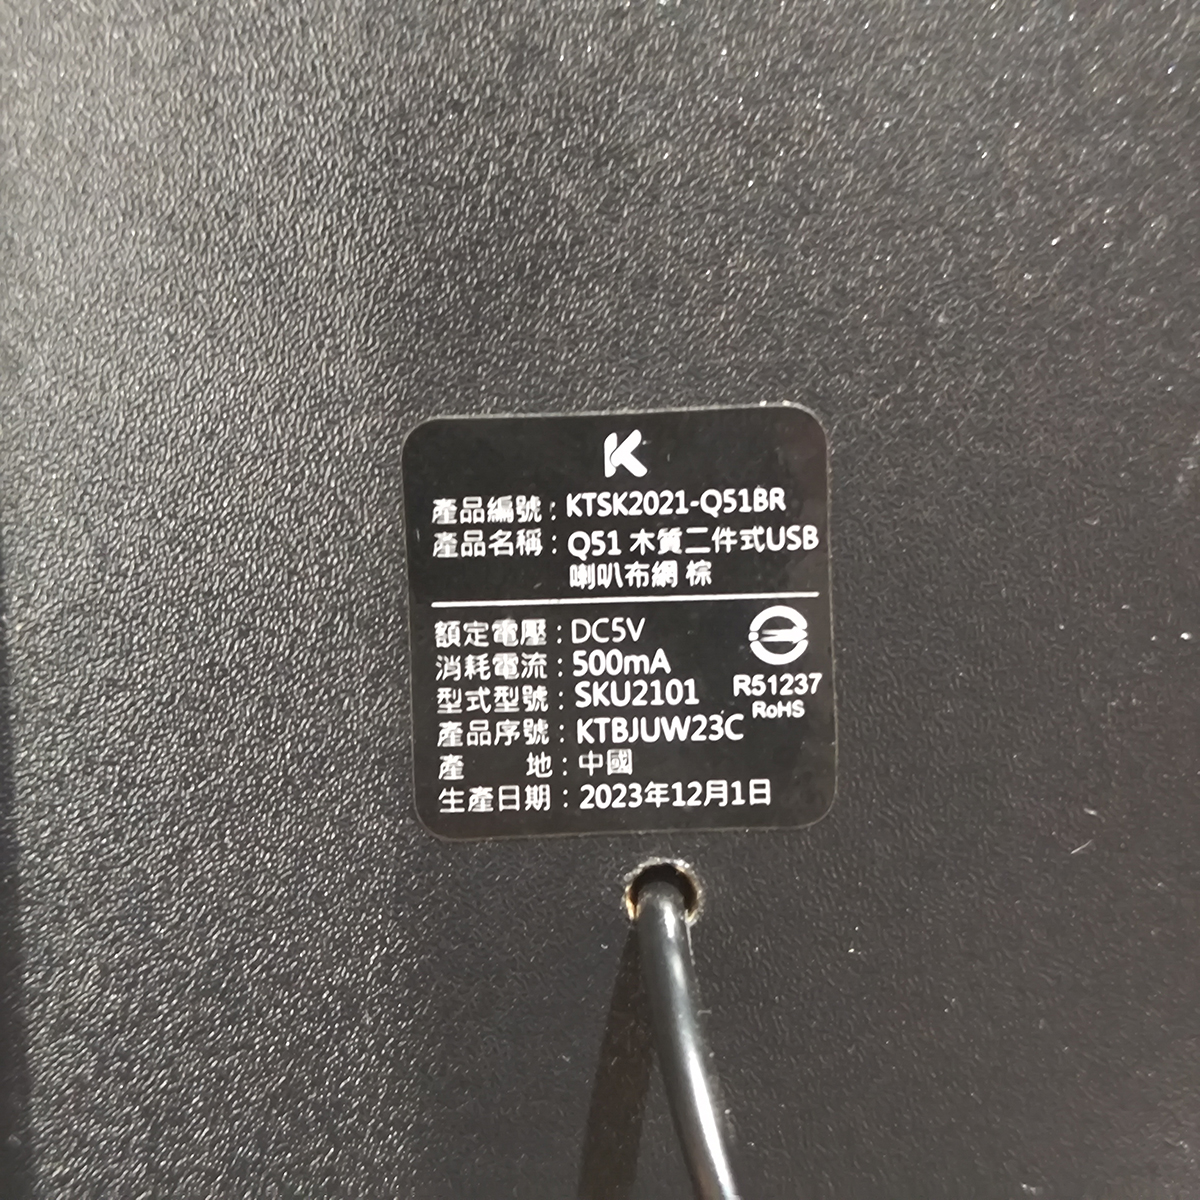 K
產品編號：KTSK2021-Q51BR
產品名稱：Q51 木質二件式USB
喇叭布網 棕
額定電壓：DC5V
消耗電流：500mA
型式型號：SKU2101
R51237
RoHS
產品序號：KTBJUW23C
產　　地：中國
生產日期：2023年12月1日